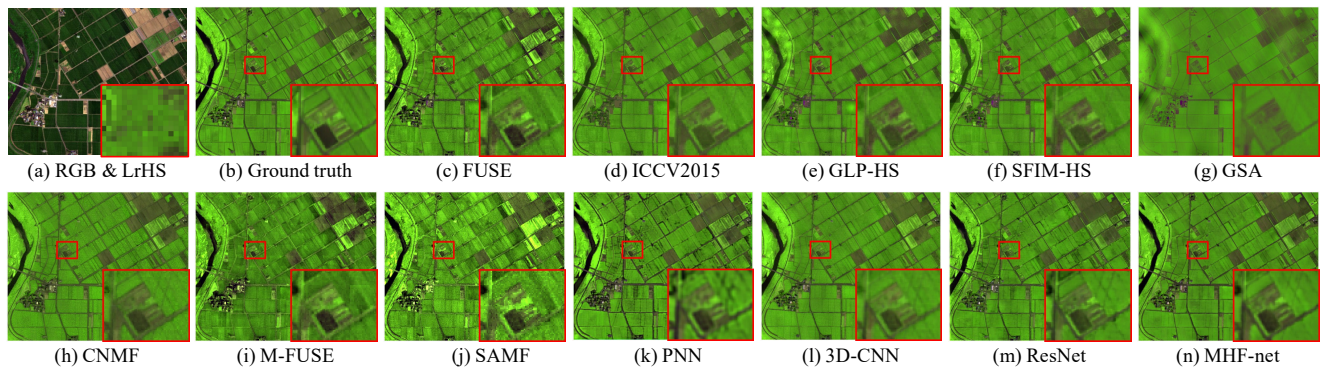 (a) RGB & LrHS (b) Ground truth (c) FUSE (d) ICCV2015 (e) GLP-HS (f) SFIM-HS (g) GSA
(h) CNMF (i) M-FUSE (j) SAMF (k) PNN (l) 3D-CNN (m) ResNet (n) MHF-net